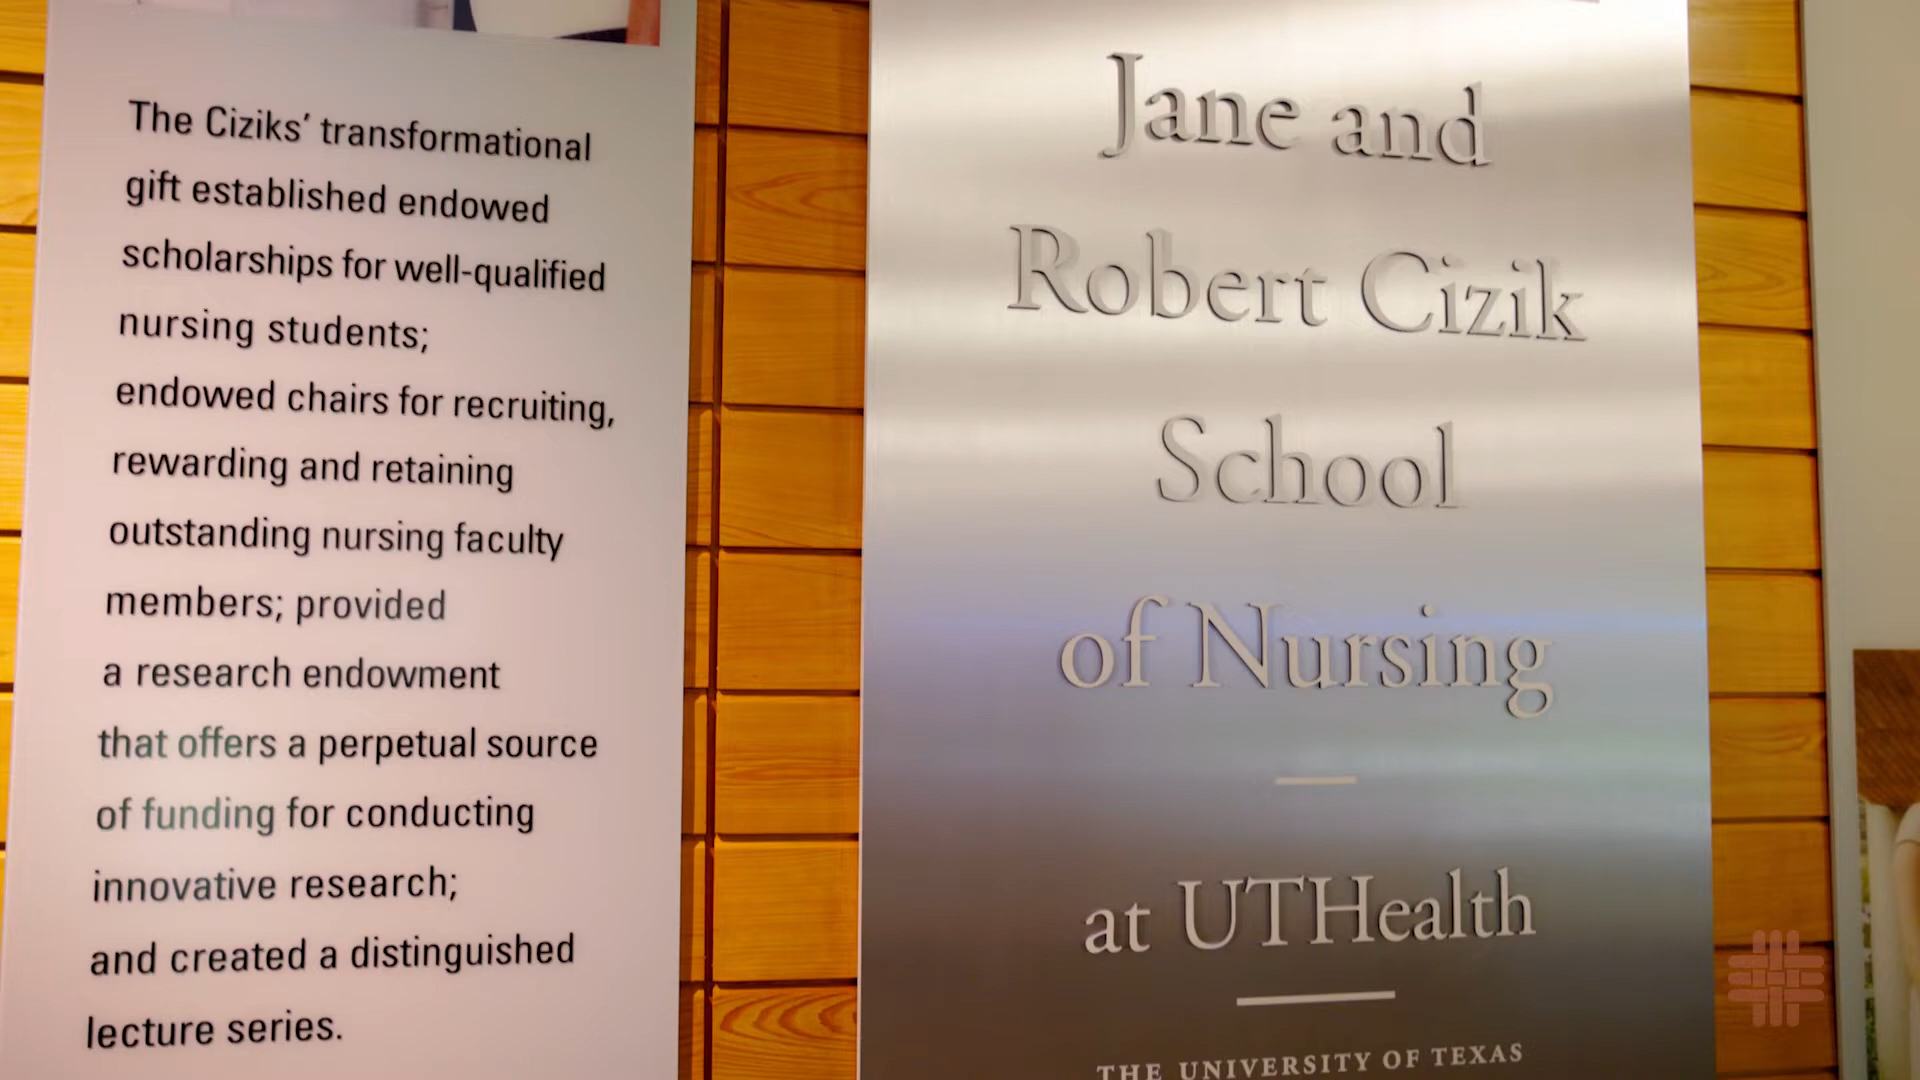 The Ciziks’ transformational
gift established endowed
scholarships for well-qualified
nursing students;
endowed chairs for recruiting,
rewarding and retaining
outstanding nursing faculty
members; provided
a research endowment
that offers a perpetual source
of funding for conducting
innovative research;
and created a distinguished
lecture series.
Jane and
Robert Cizik
School
of Nursing
at UTHealth
THE UNIVERSITY OF TEXAS